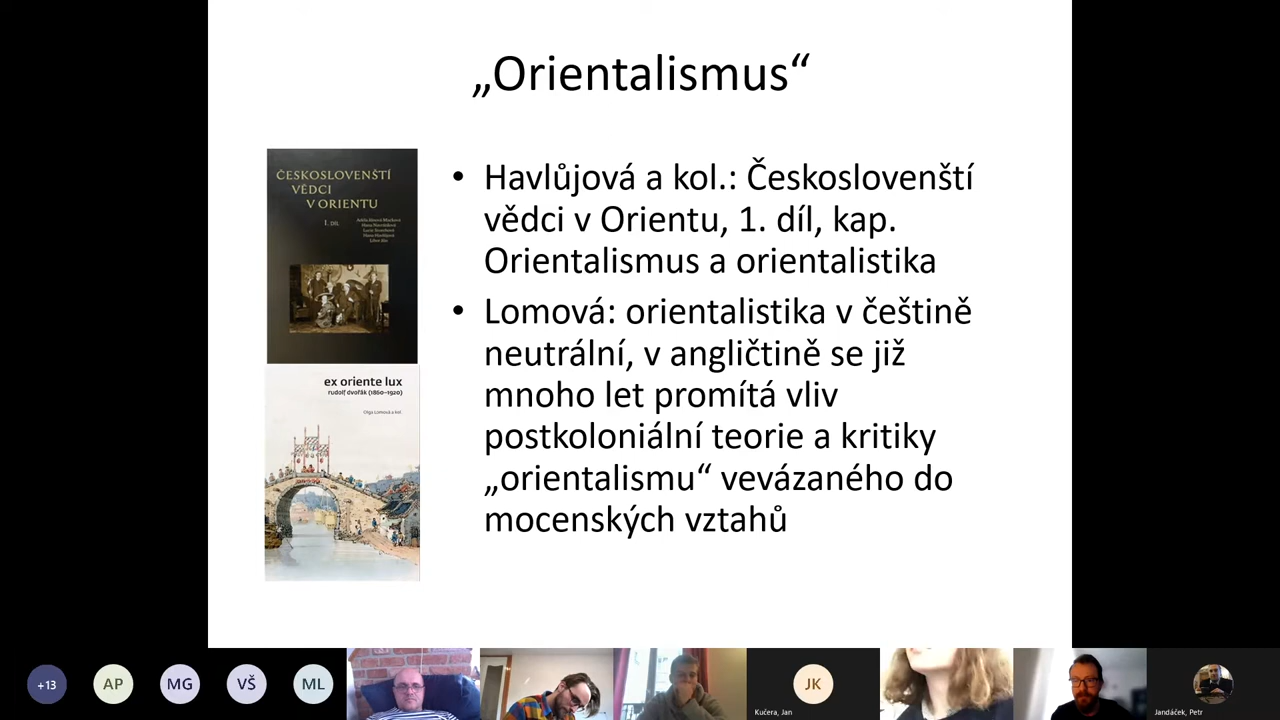 „Orientalismus“
ČESKOSLOVENŠTÍ
VĚDCI
V ORIENTU
1. DÍL
ex oriente lux
rudolf dvořák (1860–1920)
Olga Lomová a kol.
• Havlůjová a kol.: Českoslovenští
vědci v Orientu, 1. díl, kap.
Orientalismus a orientalistika
• Lomová: orientalistika v češtině
neutrální, v angličtině se již
mnoho let promítá vliv
postkoloniální teorie a kritiky
„orientalismu“ vevázaného do
mocenských vztahů
+13
AP
MG
VŠ
ML
JK
Kučera, Jan
Jandáček, Petr